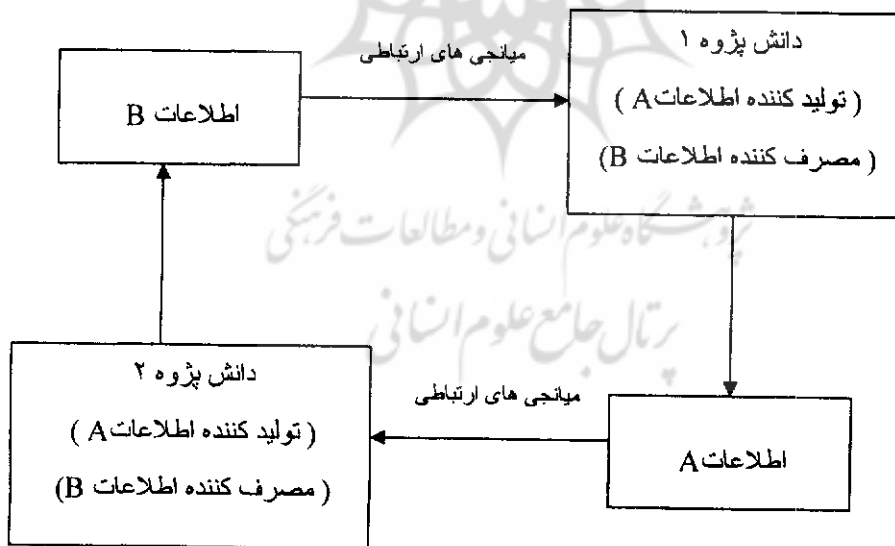 دانش پژوه ۱
( تولید کننده اطلاعات A )
( مصرف کننده اطلاعات B)
میانجی های ارتباطی
اطلاعات B
پژوهشگاه علوم انسانی و مطالعات فرهنگی
پرتال جامع علوم انسانی
دانش پژوه ۲
( تولید کننده اطلاعات A )
( مصرف کننده اطلاعات B)
میانجی های ارتباطی
اطلاعات A